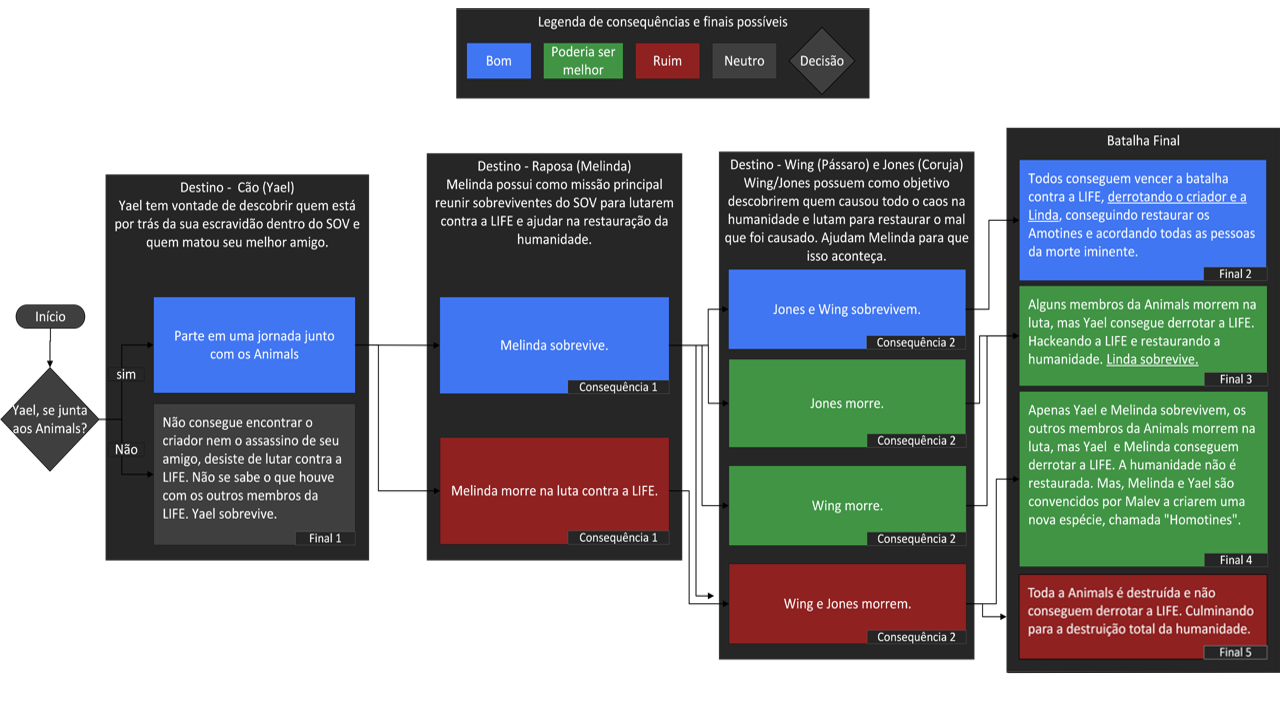 Legenda de consequências e finais possíveis
Bom
Poderia ser
melhor
Ruim
Neutro
Decisão
Início
Yael, se junta
aos Animals?
sim
Não
Destino - Cão (Yael)
Yael tem vontade de descobrir quem está
por trás da sua escravidão dentro do SOV e
quem matou seu melhor amigo.
Parte em uma jornada junto
com os Animals
Não consegue encontrar o
criador nem o assassino de seu
amigo, desiste de lutar contra a
LIFE. Não se sabe o que houve
com os outros membros da
LIFE. Yael sobrevive.
Final 1
Destino - Raposa (Melinda)
Melinda possui como missão principal
reunir sobreviventes do SOV para lutarem
contra a LIFE e ajudar na restauração da
humanidade.
Melinda sobrevive.
Consequência 1
Melinda morre na luta contra a LIFE.
Consequência 1
Destino - Wing (Pássaro) e Jones (Coruja)
Wing/Jones possuem como objetivo
descobrirem quem causou todo o caos na
humanidade e lutam para restaurar o mal
que foi causado. Ajudam Melinda para que
isso aconteça.
Jones e Wing sobrevivem.
Consequência 2
Jones morre.
Consequência 2
Wing morre.
Consequência 2
Wing e Jones morrem.
Consequência 2
Batalha Final
Todos conseguem vencer a batalha
contra a LIFE, derrotando o criador e a
Linda, conseguindo restaurar os
Amotines e acordando todas as pessoas
da morte iminente.
Final 2
Alguns membros da Animals morrem na
luta, mas Yael consegue derrotar a LIFE.
Hackeando a LIFE e restaurando a
humanidade. Linda sobrevive.
Final 3
Apenas Yael e Melinda sobrevivem, os
outros membros da Animals morrem na
luta, mas Yael e Melinda conseguem
derrotar a LIFE. A humanidade não é
restaurada. Mas, Melinda e Yael são
convencidos por Malev a criarem uma
nova espécie, chamada "Homotines".
Final 4
Toda a Animals é destruída e não
conseguem derrotar a LIFE. Culminando
para a destruição total da humanidade.
Final 5